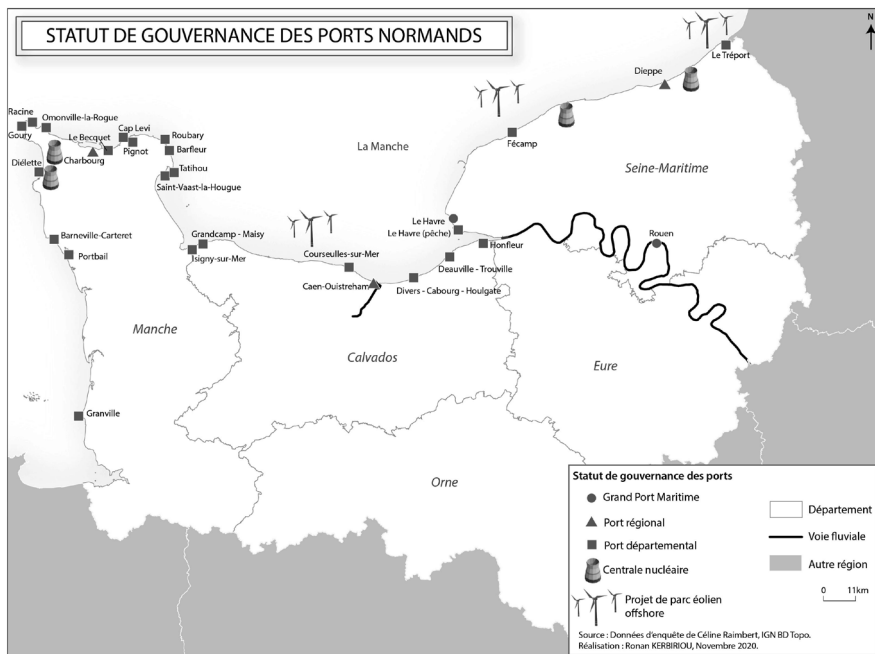 STATUT DE GOUVERNANCE DES PORTS NORMANDS
N
Le Tréport
Dieppe
Racine
Omonville-la-Rogue
Goury
Le Becquet
Cap Levi
Roubary
Charbourg
Pignot
Barfleur
La Manche
Fécamp
Diélette
Tatihou
Saint-Vaast-la-Hougue
Seine-Maritime
Le Havre
Le Havre (pêche)
Barneville-Carteret
Grandcamp - Maisy
Honfleur
Rouen
Portbail
Isigny-sur-Mer
Courseulles-sur-Mer
Deauville - Trouville
Caen-Ouistreham
Divers - Cabourg - Houlgate
Manche
Calvados
Eure
Granville
Orne
Statut de gouvernance des ports
Grand Port Maritime
Port régional
Port départemental
Centrale nucléaire
Projet de parc éolien
offshore
Département
Voie fluviale
Autre région
0 11km
Source : Données d'enquête de Céline Raimbert, IGN BD Topo.
Réalisation : Ronan KERBIRIOU, Novembre 2020.